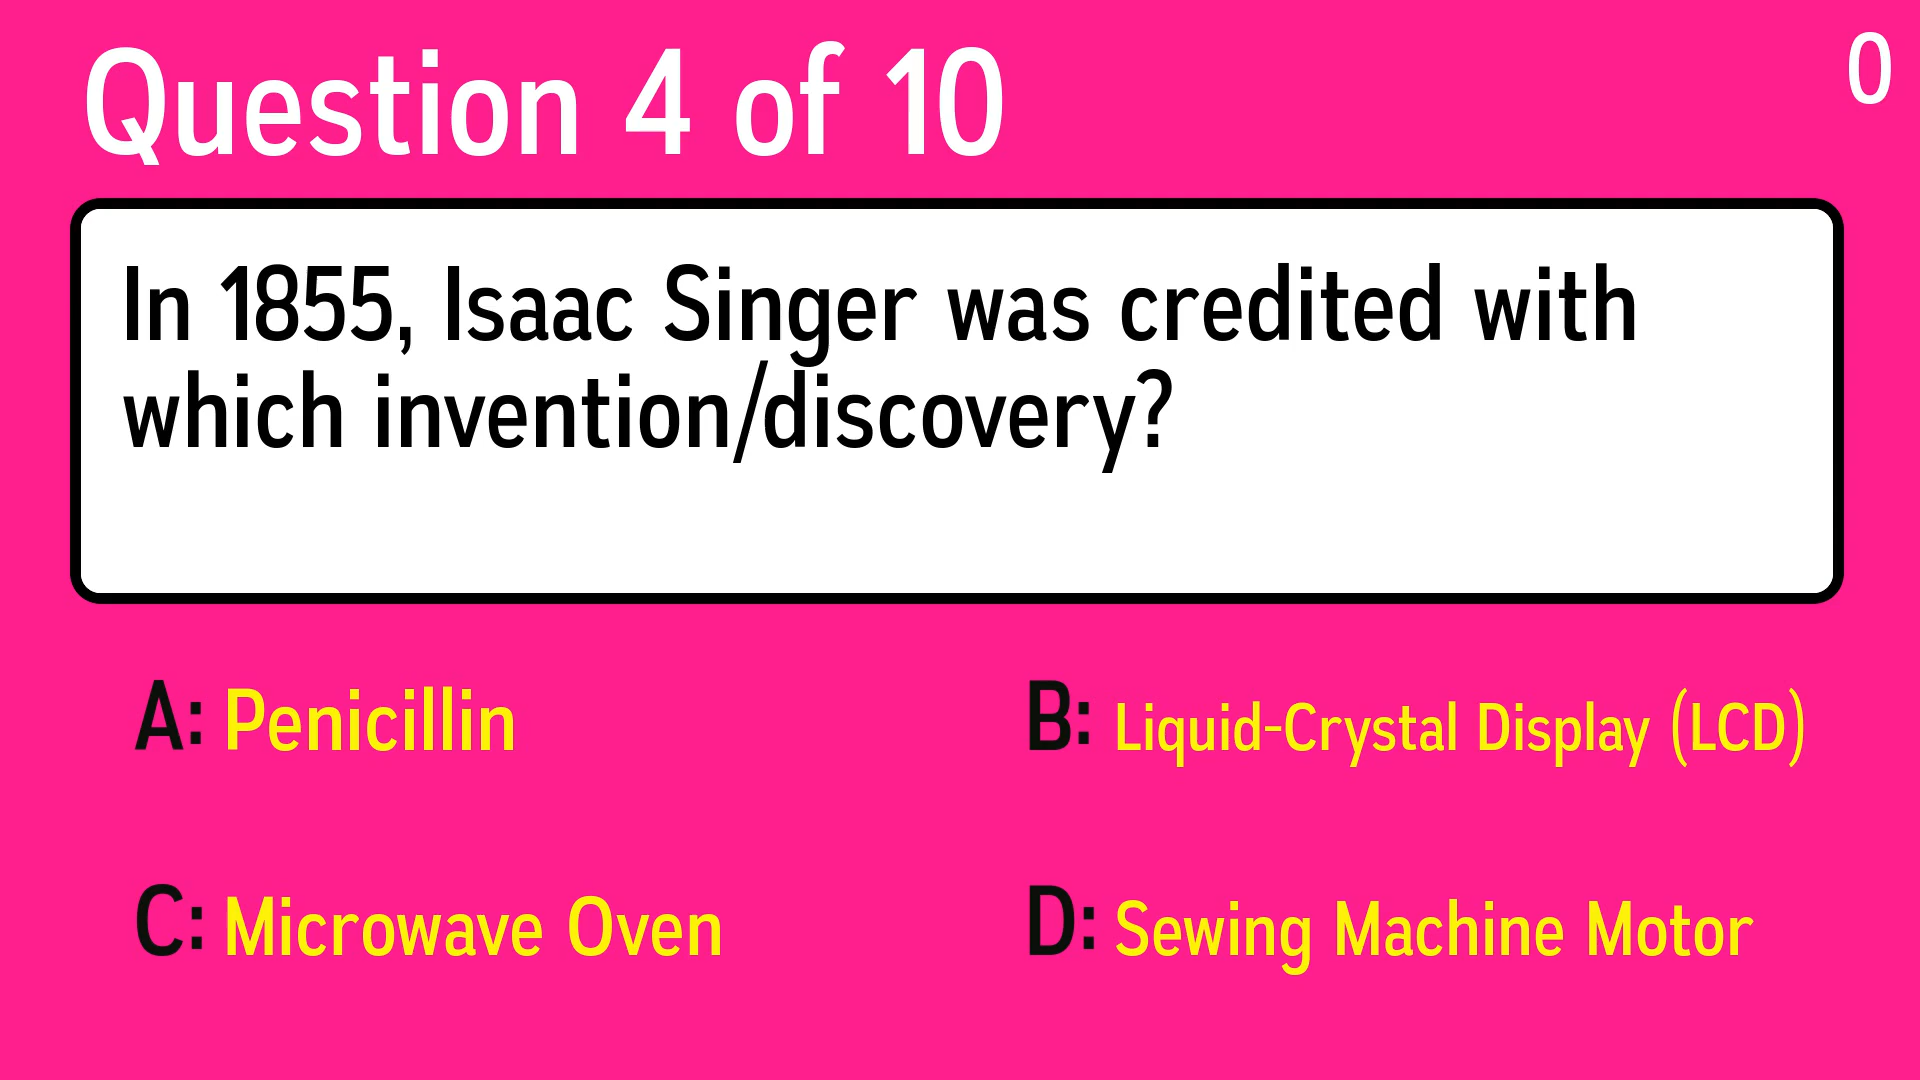 Question 4 of 10
0
In 1855, Isaac Singer was credited with
which invention/discovery?
A: Penicillin
B: Liquid-Crystal Display (LCD)
C: Microwave Oven
D: Sewing Machine Motor